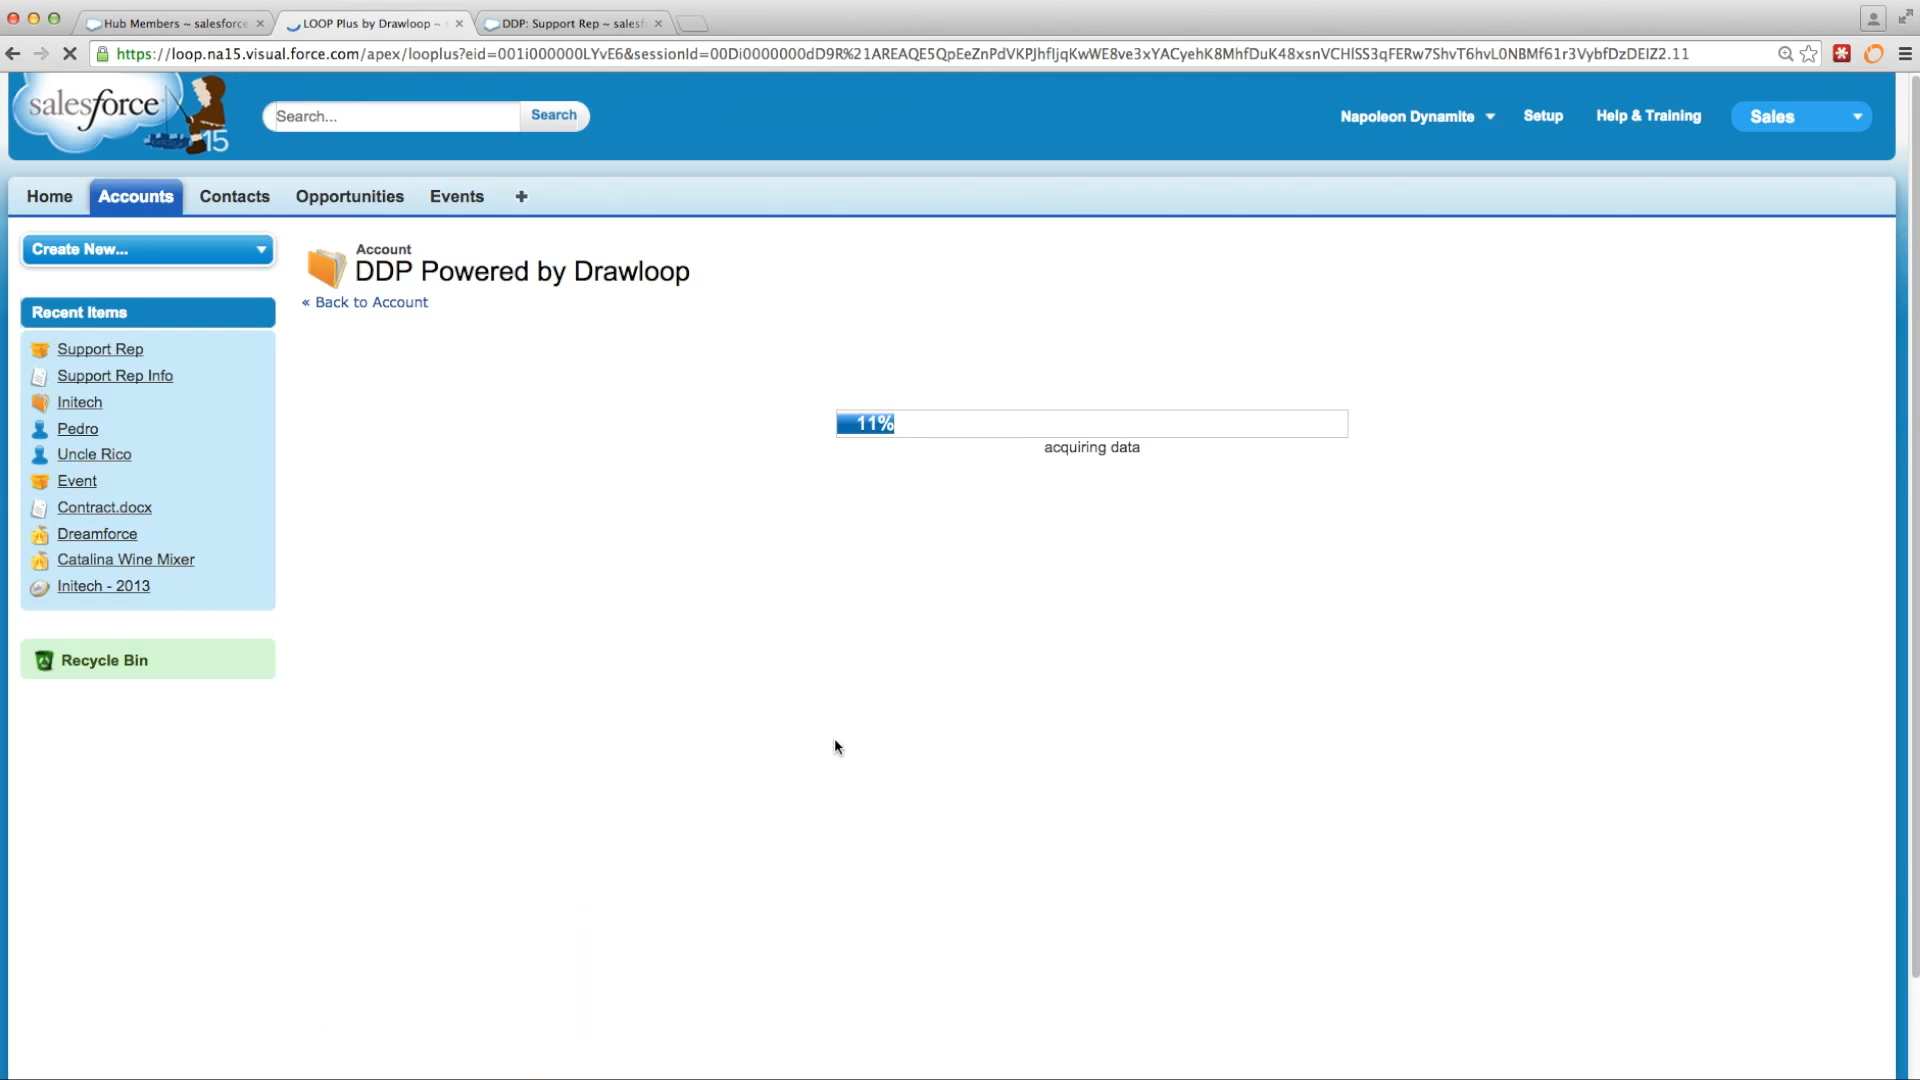 Hub Members ~ salesforce
LOOP Plus by Drawloop ~ s
DDP: Support Rep ~ salesf
https://loop.na15.visual.force.com/apex/looplus?eid=001i000000LYvE6&sessionId=00Di0000000dD9R%21AREAQE5QpEeZnPdVKPJhfIjqKwWE8ve3xYACyehK8MhfDuK48xsnVCHlSS3qFERw7ShvT6hvL0NBMf61r3VybfDzDEIZ2.11
salesforce
15
Search...
Search
Napoleon Dynamite
Setup
Help & Training
Sales
Home
Accounts
Contacts
Opportunities
Events
+
Create New...
Account
DDP Powered by Drawloop
« Back to Account
Recent Items
Support Rep
Support Rep Info
Initech
Pedro
Uncle Rico
Event
Contract.docx
Dreamforce
Catalina Wine Mixer
Initech - 2013
11%
acquiring data
Recycle Bin